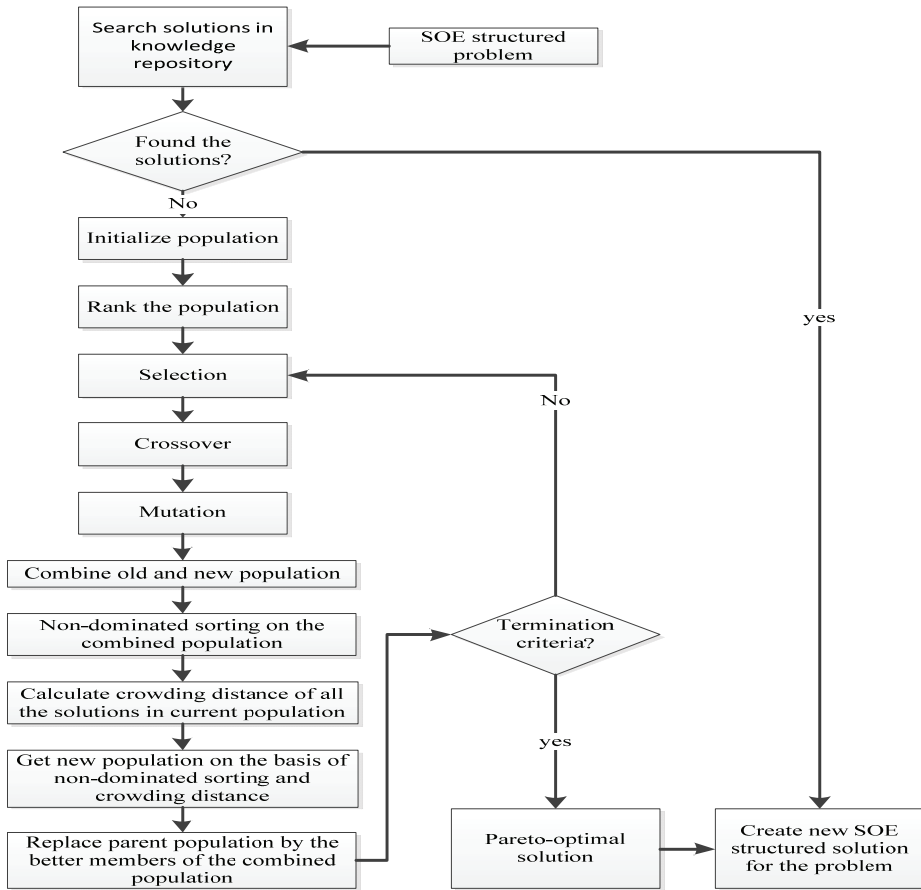 Search solutions in
knowledge
repository
SOE structured
problem
Found the
solutions?
No
Initialize population
Rank the population
yes
Selection
No
Crossover
Mutation
Combine old and new population
Non-dominated sorting on the
combined population
Termination
criteria?
Calculate crowding distance of all
the solutions in current population
yes
Get new population on the basis of
non-dominated sorting and
crowding distance
Replace parent population by the
better members of the combined
population
Pareto-optimal
solution
Create new SOE
structured solution
for the problem